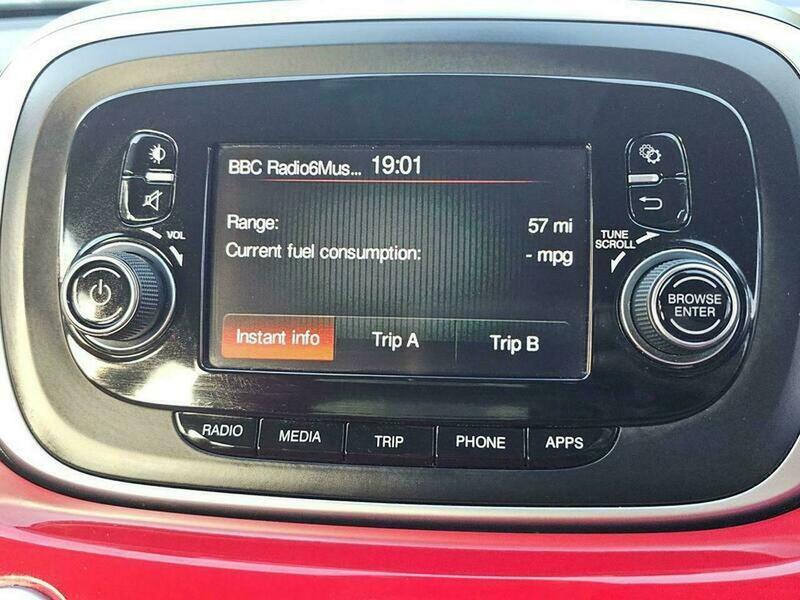 BBC Radio6Mus... 19:01
VOL
TUNE
SCROLL
Range: 57 mi
Current fuel consumption: - mpg
BROWSE
ENTER
Instant info Trip A Trip B
RADIO MEDIA TRIP PHONE APPS